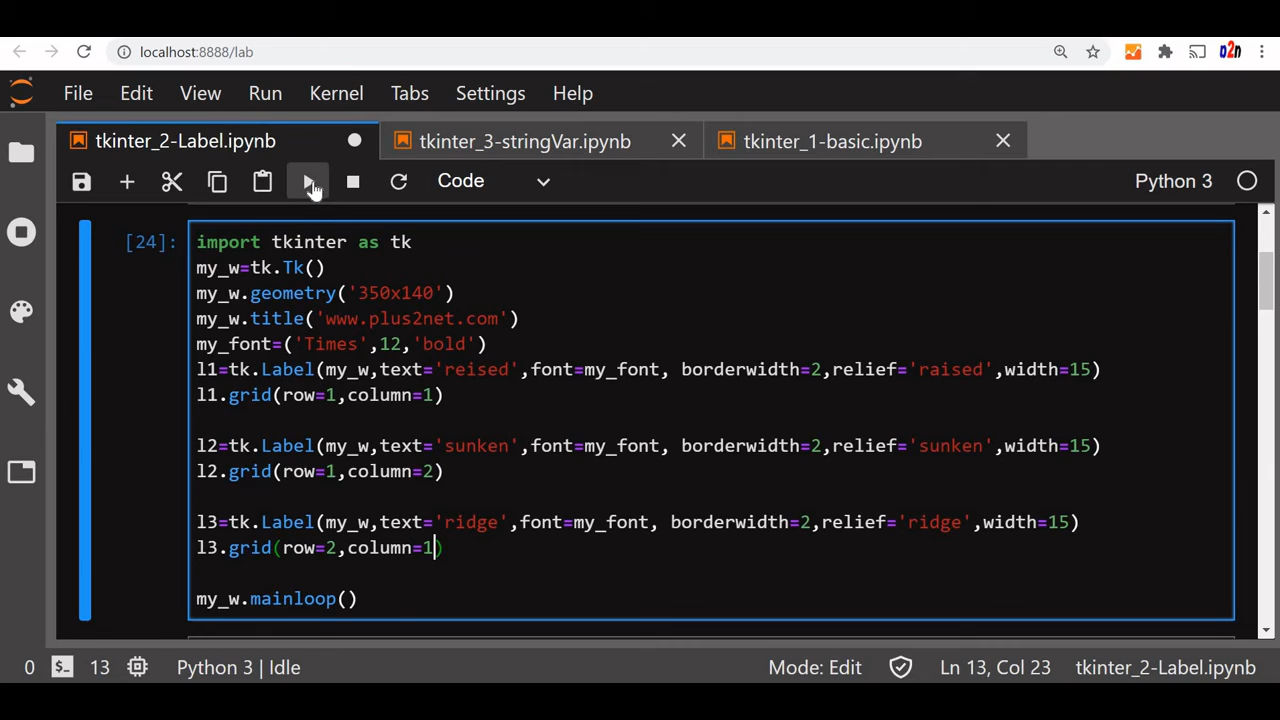 localhost:8888/lab
File Edit View Run Kernel Tabs Settings Help
tkinter_2-Label.ipynb tkinter_3-stringVar.ipynb tkinter_1-basic.ipynb
Code Python 3
[24]: import tkinter as tk
my_w=tk.Tk()
my_w.geometry('350x140')
my_w.title('www.plus2net.com')
my_font=('Times',12,'bold')
l1=tk.Label(my_w,text='reised',font=my_font, borderwidth=2,relief='raised',width=15)
l1.grid(row=1,column=1)
l2=tk.Label(my_w,text='sunken',font=my_font, borderwidth=2,relief='sunken',width=15)
l2.grid(row=1,column=2)
l3=tk.Label(my_w,text='ridge',font=my_font, borderwidth=2,relief='ridge',width=15)
l3.grid(row=2,column=1)
my_w.mainloop()
0 $_ 13 Python 3 | Idle Mode: Edit Ln 13, Col 23 tkinter_2-Label.ipynb